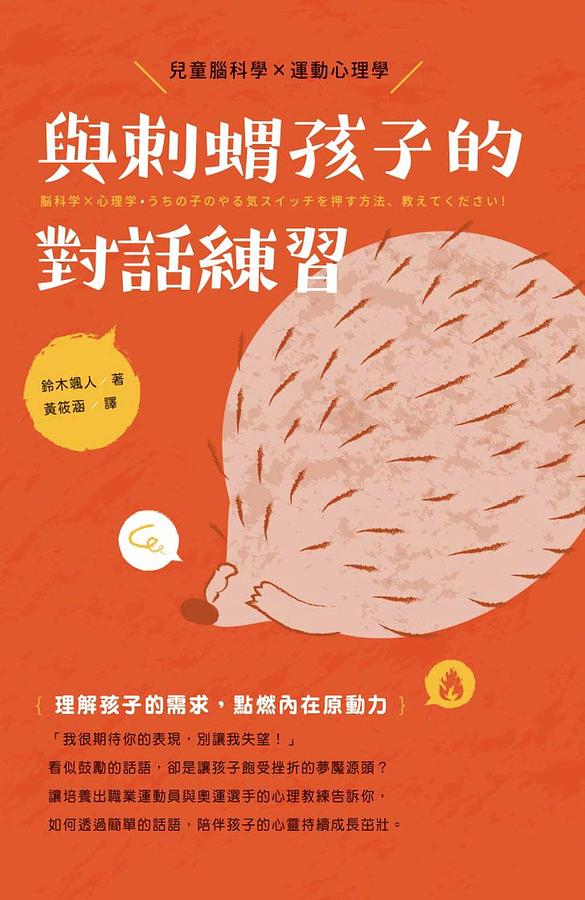 兒童腦科學×運動心理學
與刺蝟孩子的
脳科学×心理学•うちの子のやる気スイッチを押す方法、教えてください!
對話練習
鈴木颯人/著
黃筱涵/譯
{ 理解孩子的需求,點燃內在原動力 }
「我很期待你的表現,別讓我失望!」
看似鼓勵的話語,卻是讓孩子飽受挫折的夢魘源頭?
讓培養出職業運動員與奧運選手的心理教練告訴你,
如何透過簡單的話語,陪伴孩子的心靈持續成長茁壯。